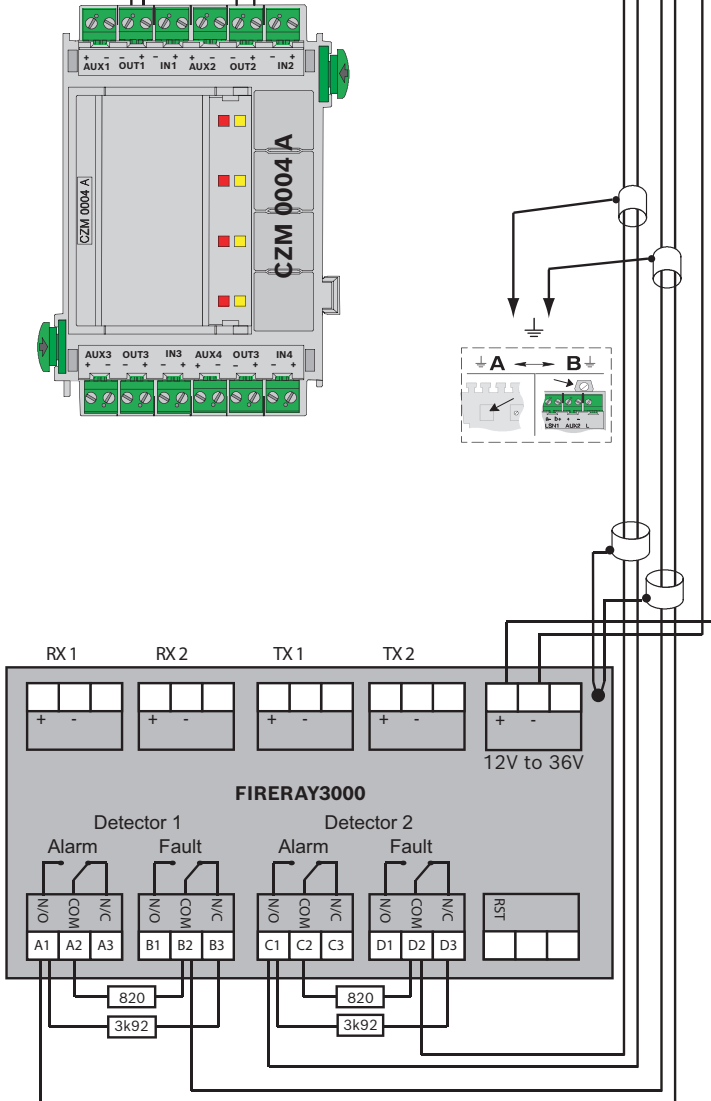 + - - + - + + - - + - +
AUX1 OUT1 IN1 AUX2 OUT2 IN2
CZM 0004 A
CZM 0004 A
AUX3 OUT3 IN3 AUX4 OUT3 IN4
+ - - + - + + - - + - +
A B
LSN1 AUX2 L
RX 1 RX 2 TX 1 TX 2
+ - + - + - + - + -
12V to 36V
FIRERAY3000
Detector 1 Detector 2
Alarm Fault Alarm Fault
N/O COM N/C N/O COM N/C N/O COM N/C N/O COM N/C RST
A1 A2 A3 B1 B2 B3 C1 C2 C3 D1 D2 D3
820 820
3k92 3k92